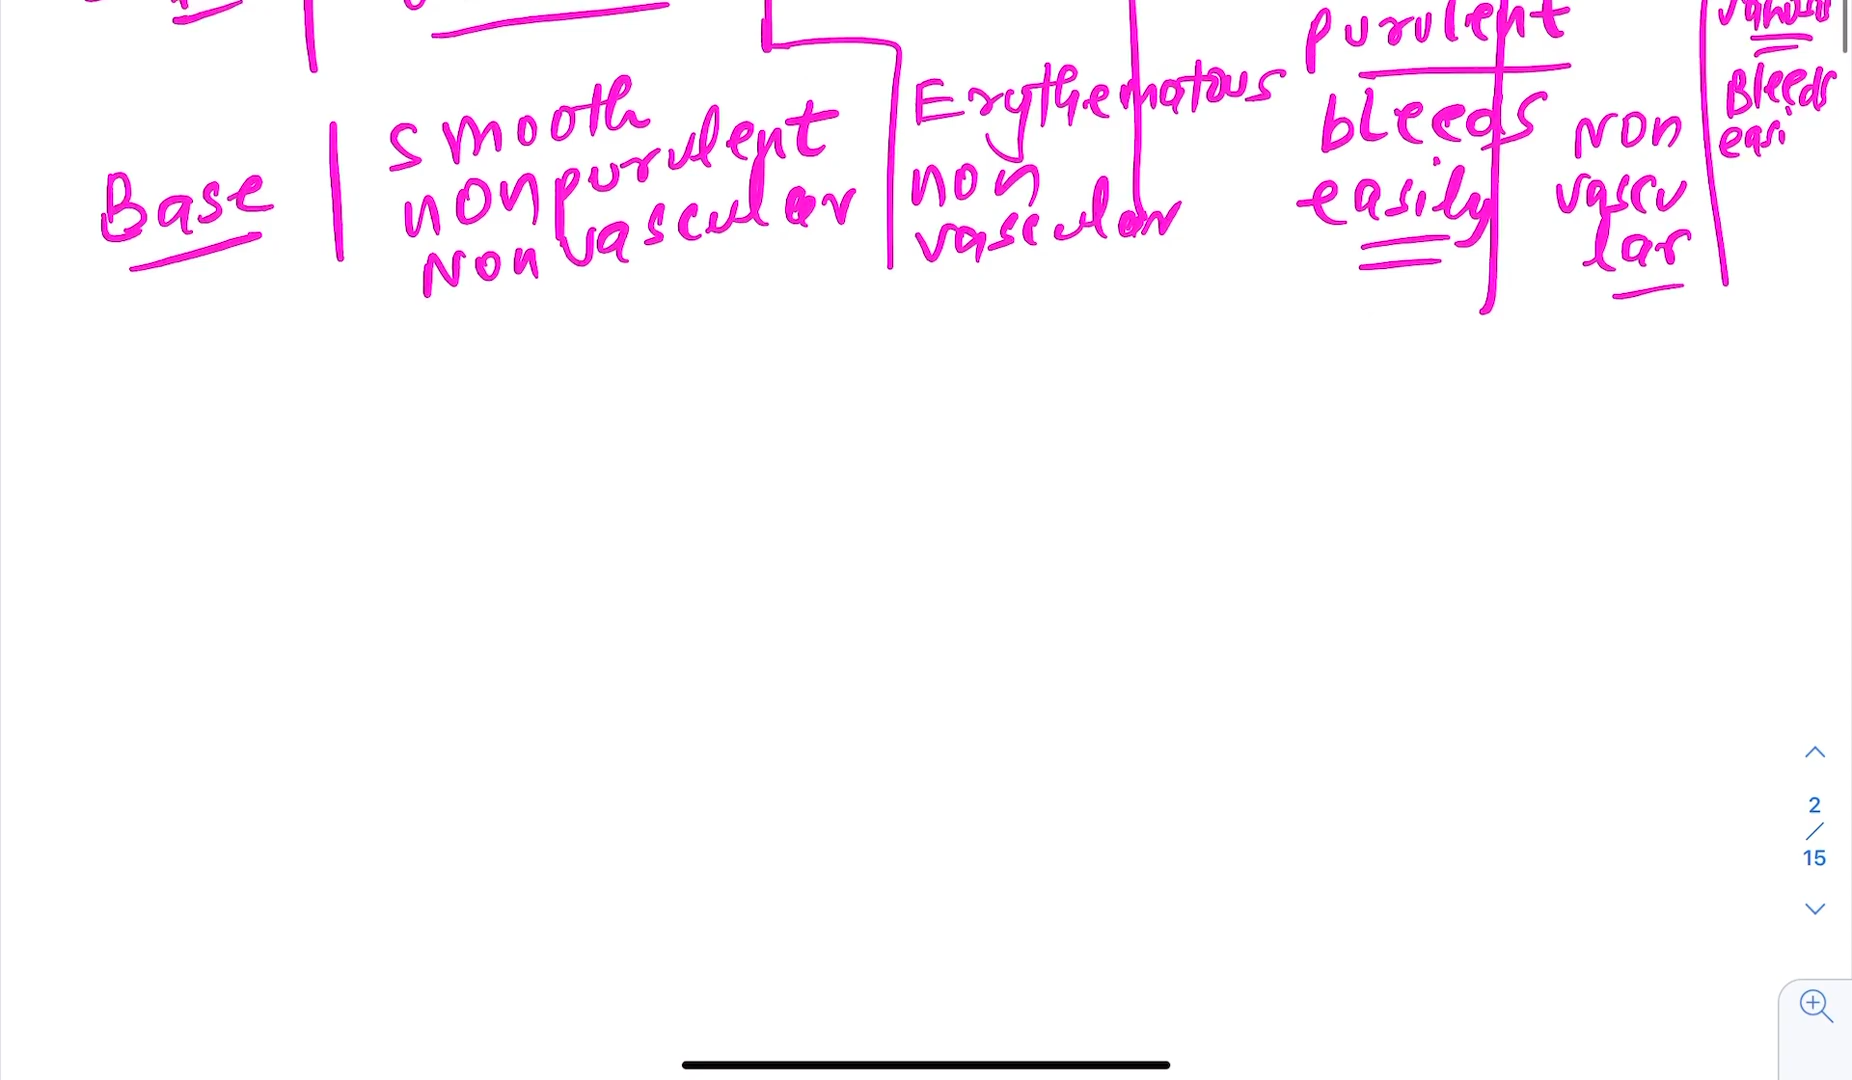 purulent
Base
smooth
nonpurulent
Non vascular
Erythematous
non
vascular
bleeds
easily
Non
vascu
lar
Bleeds
easi
2
/
15